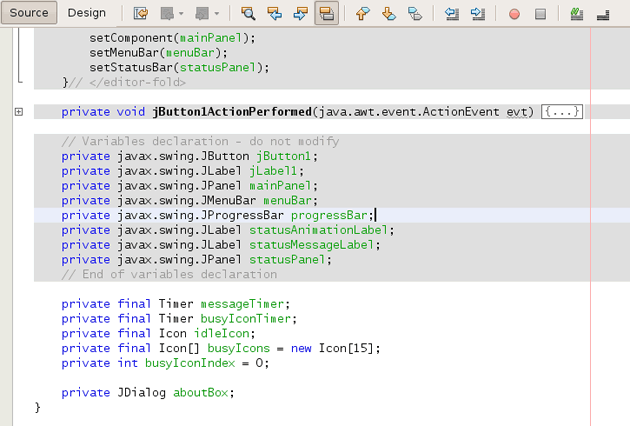 Source Design
setComponent(mainPanel);
setMenuBar(menuBar);
setStatusBar(statusPanel);
}// </editor-fold>
private void jButton1ActionPerformed(java.awt.event.ActionEvent evt) {...}
// Variables declaration - do not modify
private javax.swing.JButton jButton1;
private javax.swing.JLabel jLabel1;
private javax.swing.JPanel mainPanel;
private javax.swing.JMenuBar menuBar;
private javax.swing.JProgressBar progressBar;
private javax.swing.JLabel statusAnimationLabel;
private javax.swing.JLabel statusMessageLabel;
private javax.swing.JPanel statusPanel;
// End of variables declaration
private final Timer messageTimer;
private final Timer busyIconTimer;
private final Icon idleIcon;
private final Icon[] busyIcons = new Icon[15];
private int busyIconIndex = 0;
private JDialog aboutBox;
}